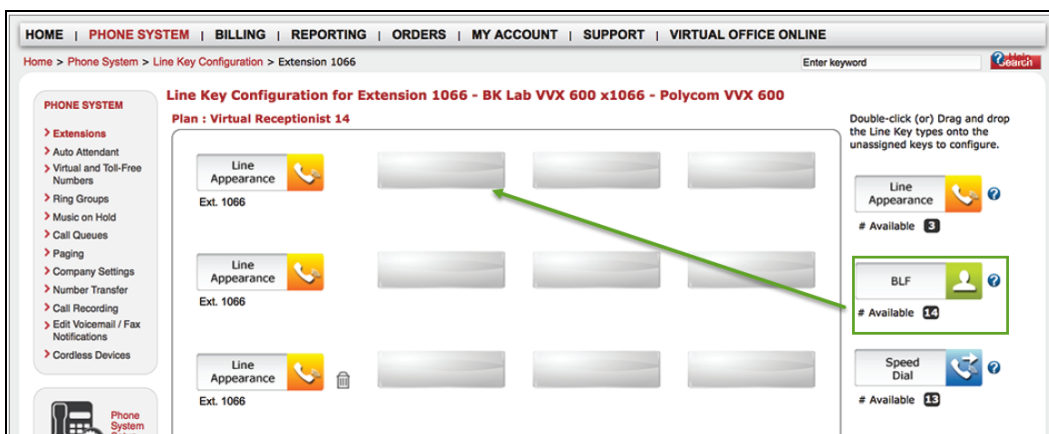 HOME | PHONE SYSTEM | BILLING | REPORTING | ORDERS | MY ACCOUNT | SUPPORT | VIRTUAL OFFICE ONLINE
Home > Phone System > Line Key Configuration > Extension 1066
Enter keyword
Help
Search
PHONE SYSTEM
Extensions
Auto Attendant
Virtual and Toll-Free
Numbers
Ring Groups
Music on Hold
Call Queues
Paging
Company Settings
Number Transfer
Call Recording
Edit Voicemail / Fax
Notifications
Cordless Devices
Phone
System
Line Key Configuration for Extension 1066 - BK Lab VVX 600 x1066 - Polycom VVX 600
Plan : Virtual Receptionist 14
Line
Appearance
Ext. 1066
Line
Appearance
Ext. 1066
Line
Appearance
Ext. 1066
Double-click (or) Drag and drop
the Line Key types onto the
unassigned keys to configure.
Line
Appearance
?
# Available 3
BLF
?
# Available 14
Speed
Dial
?
# Available 13